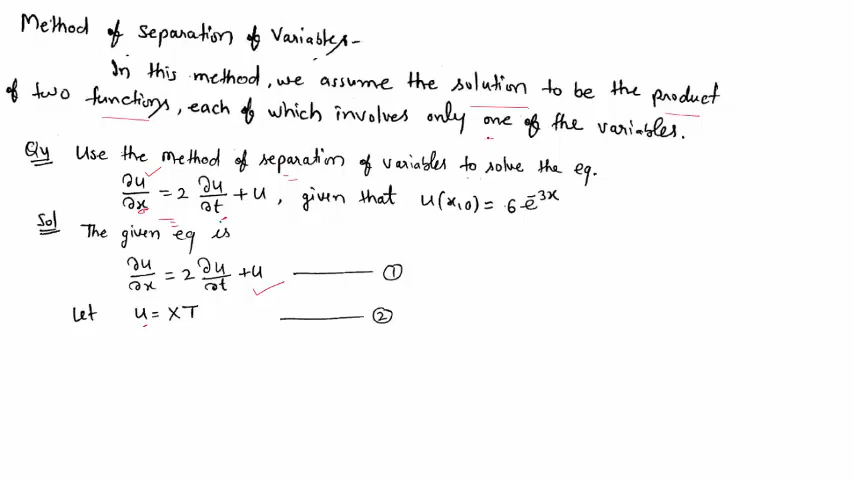 Method of separation of Variables-
In this method, we assume the solution to be the product
of two functions, each of which involves only one of the variables.
Qy Use the method of separation of variables to solve the eq.
∂u/∂x = 2 ∂u/∂t + u, given that u(x,0) = 6 e^-3x
Sol The given eq is
∂u/∂x = 2 ∂u/∂t + u ——— ①
Let u = XT ——— ②